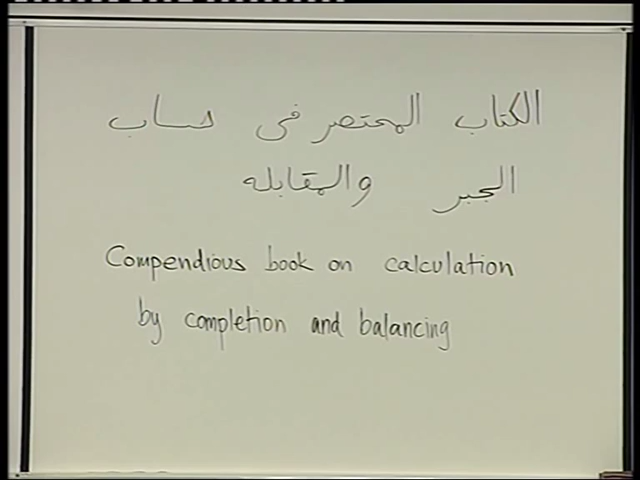 الكتاب المختصر فى حساب
الجبر والمقابله
Compendious book on calculation
by completion and balancing